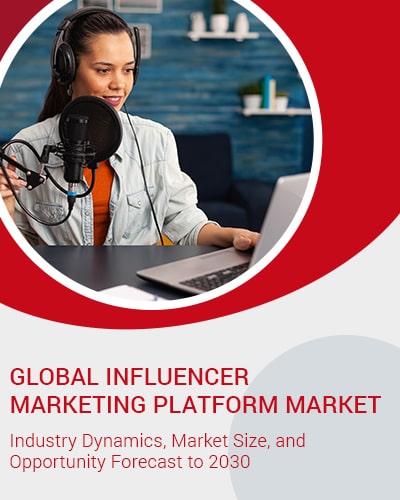 GLOBAL INFLUENCER
MARKETING PLATFORM MARKET
Industry Dynamics, Market Size, and
Opportunity Forecast to 2030